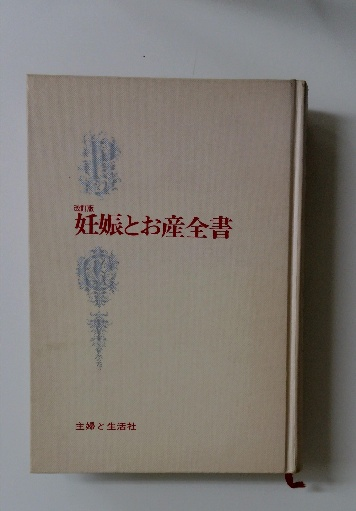 改訂版
妊娠とお産全書
主婦と生活社